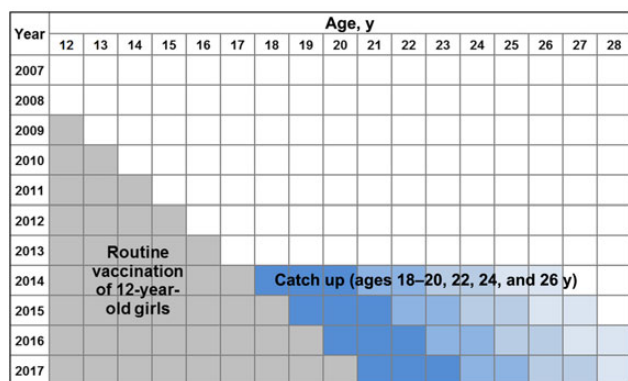 Year
Age, y
12 13 14 15 16 17 18 19 20 21 22 23 24 25 26 27 28
2007
2008
2009
2010
2011
2012
2013
2014
2015
2016
2017
Routine
vaccination
of 12-year-
old girls
Catch up (ages 18–20, 22, 24, and 26 y)